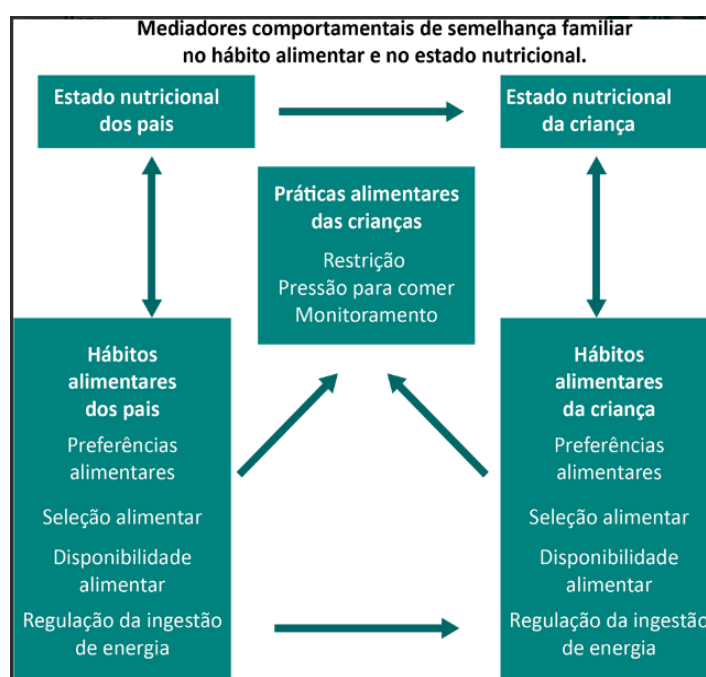 Mediadores comportamentais de semelhança familiar
no hábito alimentar e no estado nutricional.
Estado nutricional
dos pais
Estado nutricional
da criança
Práticas alimentares
das crianças
Restrição
Pressão para comer
Monitoramento
Hábitos
alimentares
dos pais
Preferências
alimentares
Seleção alimentar
Disponibilidade
alimentar
Regulação da ingestão
de energia
Hábitos
alimentares
da criança
Preferências
alimentares
Seleção alimentar
Disponibilidade
alimentar
Regulação da ingestão
de energia